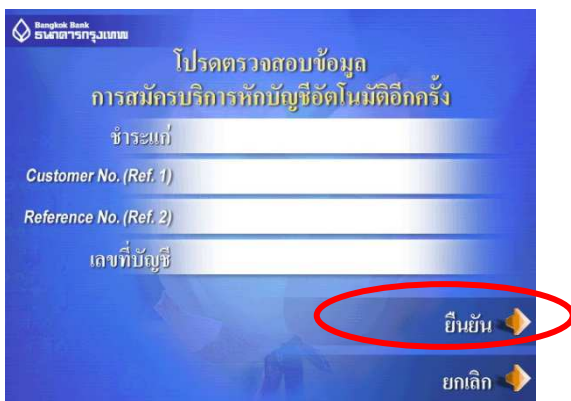 Bangkok Bank
ธนาคารกรุงเทพ
โปรดตรวจสอบข้อมูล
การสมัครบริการหักบัญชีอัตโนมัติอีกครั้ง
ชำระแก่
Customer No. (Ref. 1)
Reference No. (Ref. 2)
เลขที่บัญชี
ยืนยัน
ยกเลิก